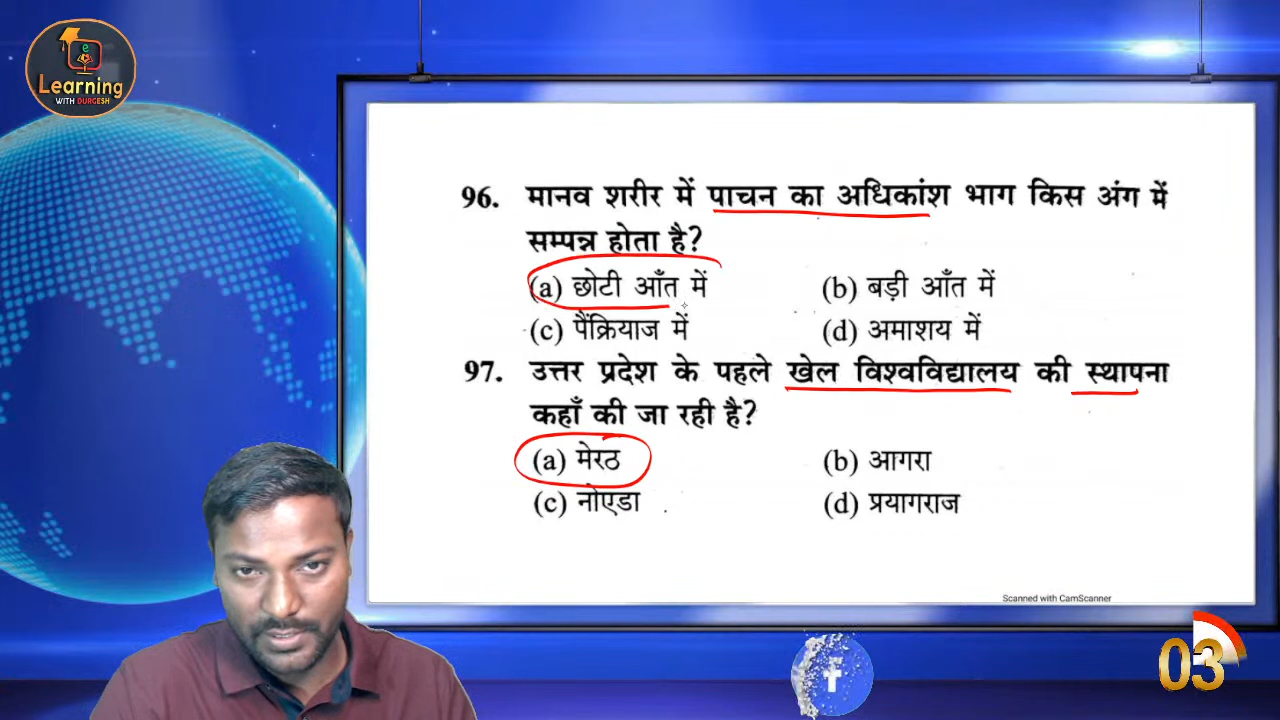 e
Learning
WITH DURGESH
96. मानव शरीर में पाचन का अधिकांश भाग किस अंग में
सम्पन्न होता है?
(a) छोटी आँत में (b) बड़ी आँत में
(c) पैंक्रियाज में (d) अमाशय में
97. उत्तर प्रदेश के पहले खेल विश्वविद्यालय की स्थापना
कहाँ की जा रही है?
(a) मेरठ (b) आगरा
(c) नोएडा (d) प्रयागराज
Scanned with CamScanner
f
03